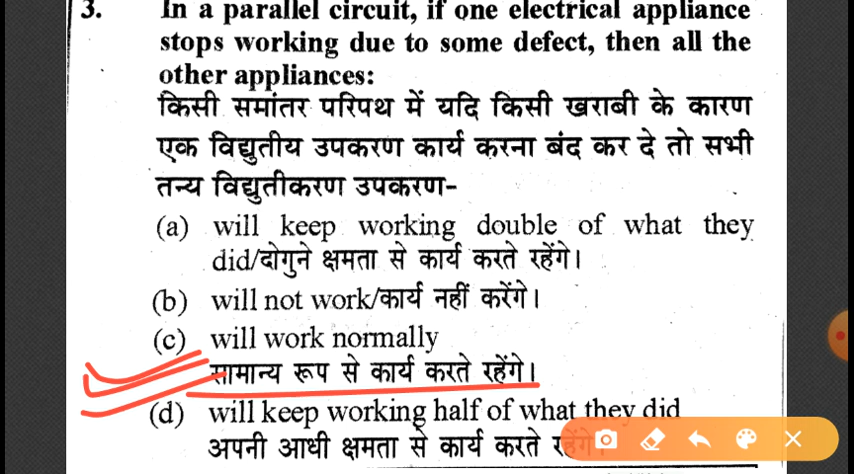 3. In a parallel circuit, if one electrical appliance
stops working due to some defect, then all the
other appliances:
किसी समांतर परिपथ में यदि किसी खराबी के कारण
एक विद्युतीय उपकरण कार्य करना बंद कर दे तो सभी
तन्य विद्युतीकरण उपकरण-
(a) will keep working double of what they
did/दोगुने क्षमता से कार्य करते रहेंगे।
(b) will not work/कार्य नहीं करेंगे।
(c) will work normally
सामान्य रूप से कार्य करते रहेंगे।
(d) will keep working half of what they did
अपनी आधी क्षमता से कार्य करते